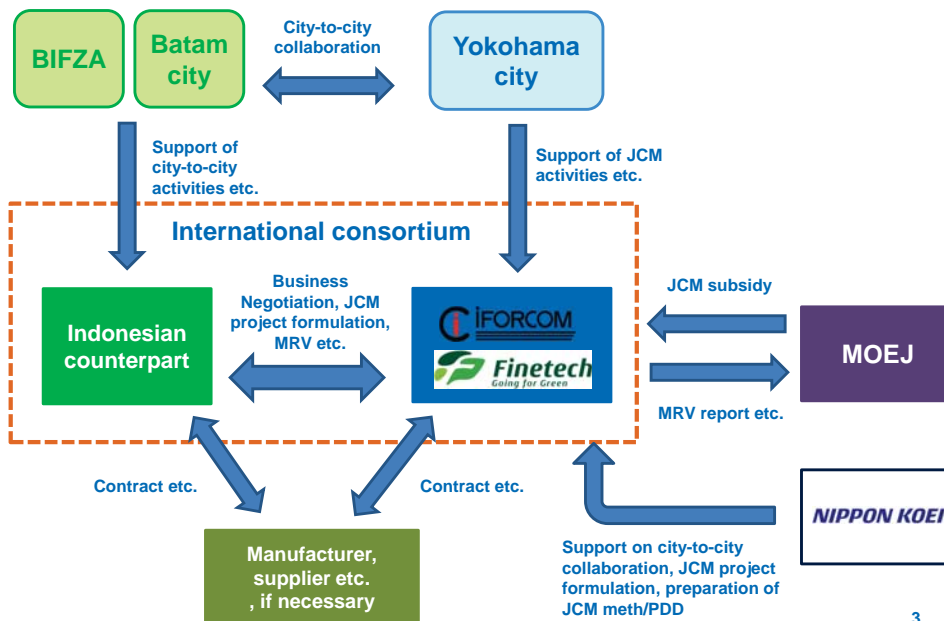 BIFZA
Batam
city
City-to-city
collaboration
Yokohama
city
Support of
city-to-city
activities etc.
Support of JCM
activities etc.
International consortium
Indonesian
counterpart
Business
Negotiation, JCM
project formulation,
MRV etc.
iFORCOM
Finetech
Going for Green
JCM subsidy
MOEJ
MRV report etc.
Contract etc.
Contract etc.
Manufacturer,
supplier etc.
, if necessary
NIPPON KOEI
Support on city-to-city
collaboration, JCM project
formulation, preparation of
JCM meth/PDD
3